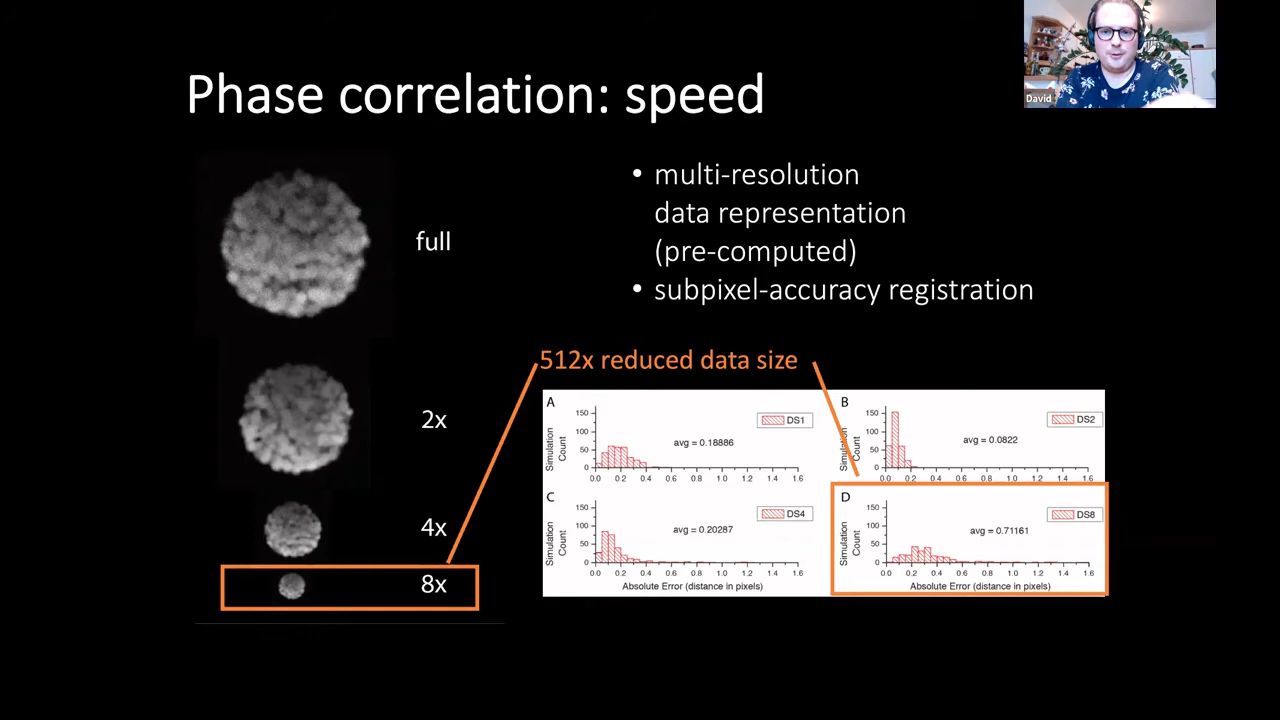 David
Phase correlation: speed
• multi-resolution
data representation
(pre-computed)
• subpixel-accuracy registration
full
2x
4x
8x
512x reduced data size
A
Simulation
Count
150
100
50
0
DS1
avg = 0.18886
0.0 0.2 0.4 0.6 0.8 1.0 1.2 1.4 1.6
B
Simulation
Count
150
100
50
0
DS2
avg = 0.0822
0.0 0.2 0.4 0.6 0.8 1.0 1.2 1.4 1.6
C
Simulation
Count
150
100
50
0
DS4
avg = 0.20287
0.0 0.2 0.4 0.6 0.8 1.0 1.2 1.4 1.6
Absolute Error (distance in pixels)
D
Simulation
Count
150
100
50
0
DS8
avg = 0.71161
0.0 0.2 0.4 0.6 0.8 1.0 1.2 1.4 1.6
Absolute Error (distance in pixels)